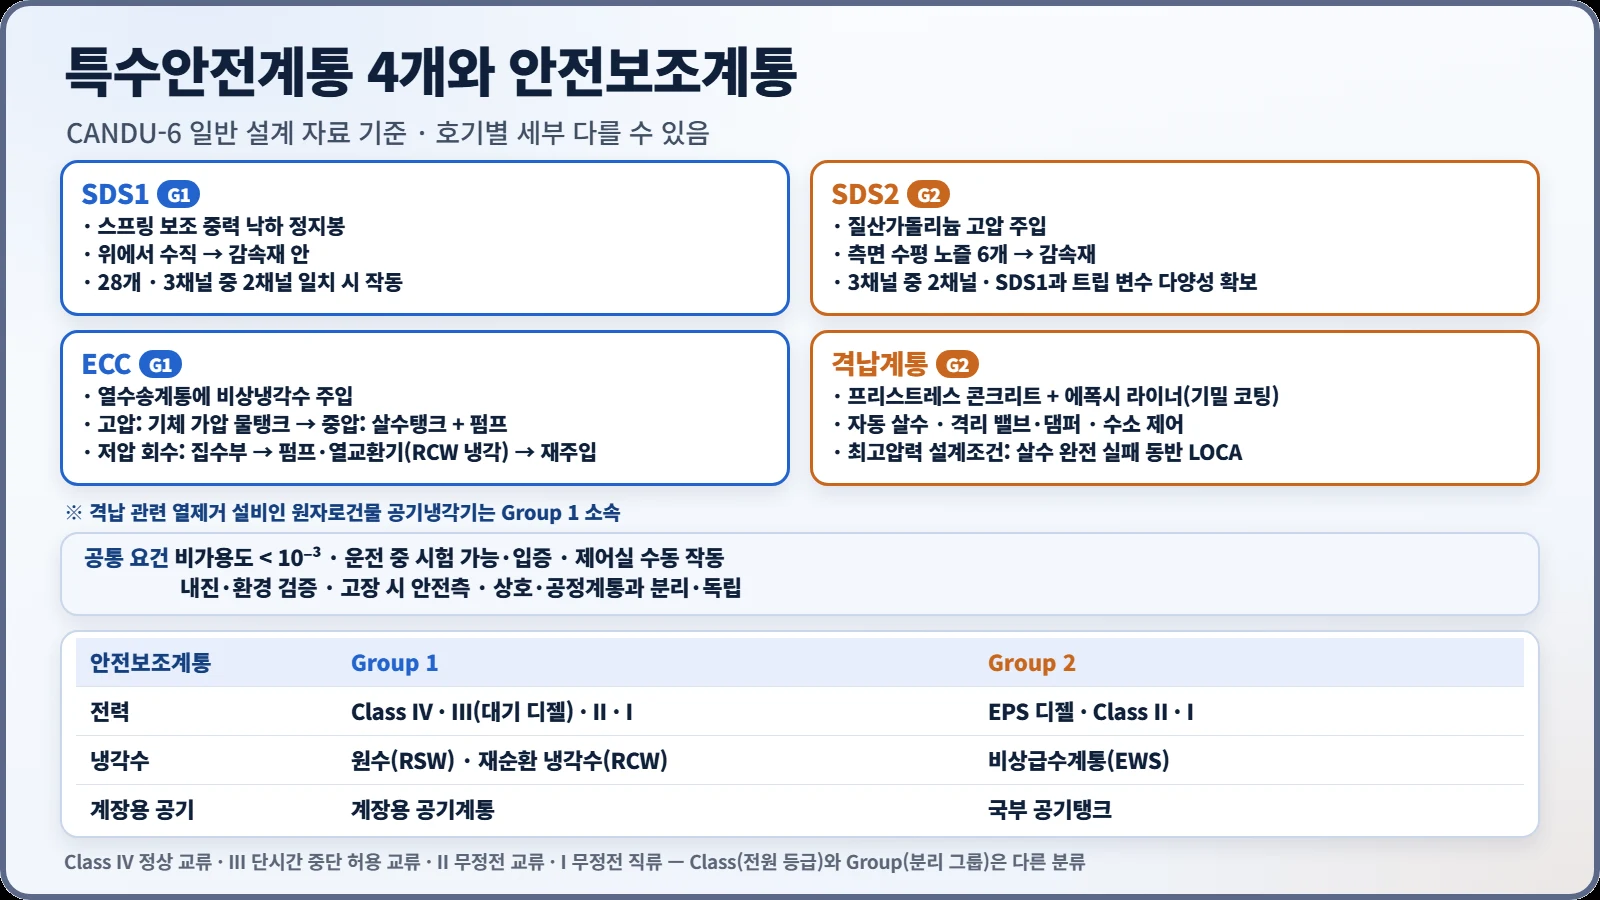 특수안전계통 4개와 안전보조계통
CANDU-6 일반 설계 자료 기준 · 호기별 세부 다를 수 있음
SDS1 G1
· 스프링 보조 중력 낙하 정지봉
· 위에서 수직 → 감속재 안
· 28개 · 3채널 중 2채널 일치 시 작동
SDS2 G2
· 질산가돌리늄 고압 주입
· 측면 수평 노즐 6개 → 감속재
· 3채널 중 2채널 · SDS1과 트립 변수 다양성 확보
ECC G1
· 열수송계통에 비상냉각수 주입
· 고압: 기체 가압 물탱크 → 중압: 살수탱크 + 펌프
· 저압 회수: 집수부 → 펌프·열교환기(RCW 냉각) → 재주입
격납계통 G2
· 프리스트레스 콘크리트 + 에폭시 라이너(기밀 코팅)
· 자동 살수 · 격리 밸브·댐퍼 · 수소 제어
· 최고압력 설계조건: 살수 완전 실패 동반 LOCA
※ 격납 관련 열제거 설비인 원자로건물 공기냉각기는 Group 1 소속
공통 요건 비가용도 < 10⁻³ · 운전 중 시험 가능·입증 · 제어실 수동 작동
내진·환경 검증 · 고장 시 안전측 · 상호·공정계통과 분리·독립
안전보조계통 Group 1 Group 2
전력 Class IV · III(대기 디젤) · II · I EPS 디젤 · Class II · I
냉각수 원수(RSW) · 재순환 냉각수(RCW) 비상급수계통(EWS)
계장용 공기 계장용 공기계통 국부 공기탱크
Class IV 정상 교류 · III 단시간 중단 허용 교류 · II 무정전 교류 · I 무정전 직류 — Class(전원 등급)와 Group(분리 그룹)은 다른 분류